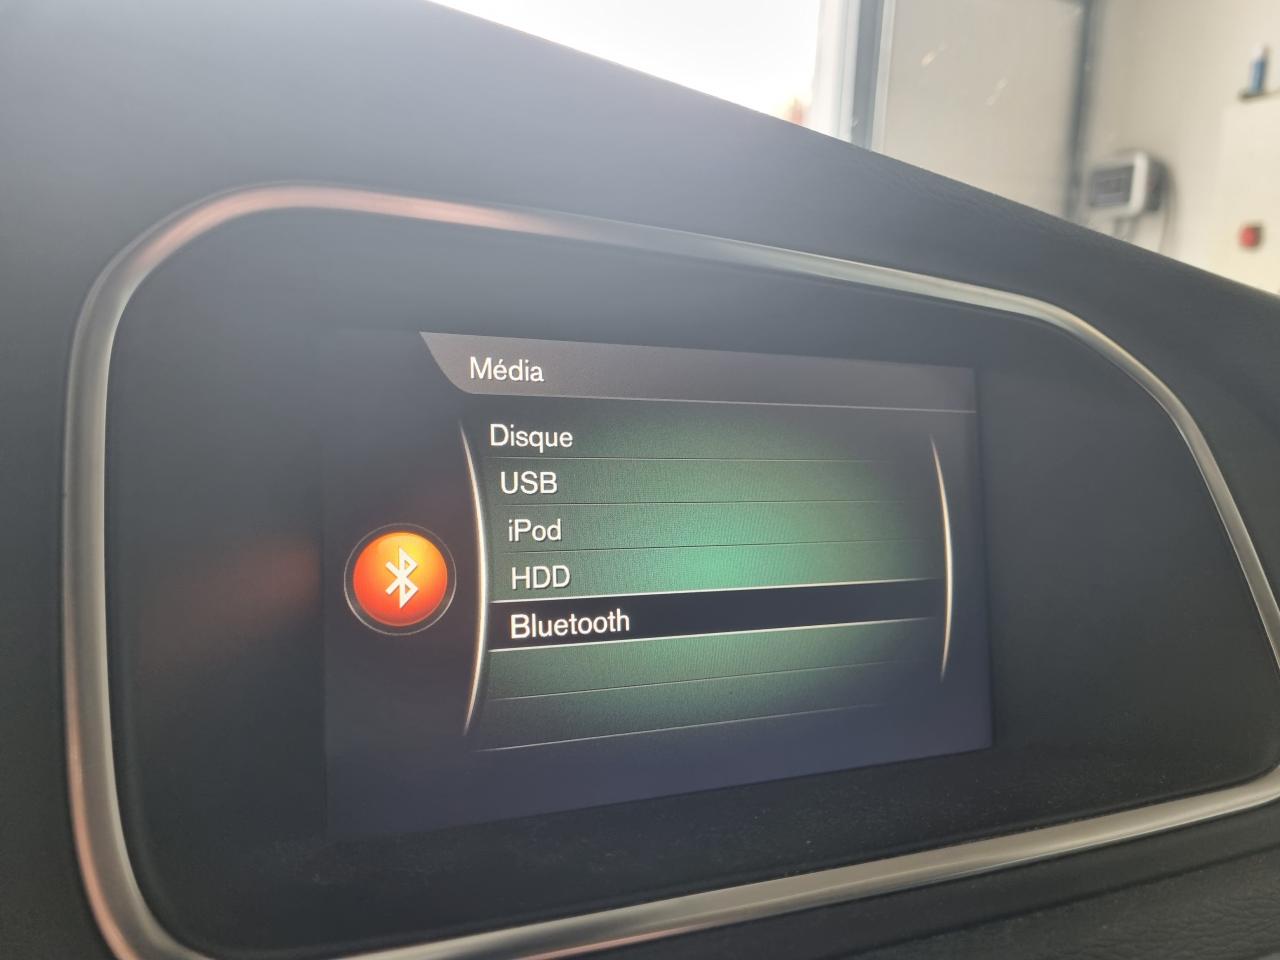 Média
Disque
USB
iPod
HDD
Bluetooth